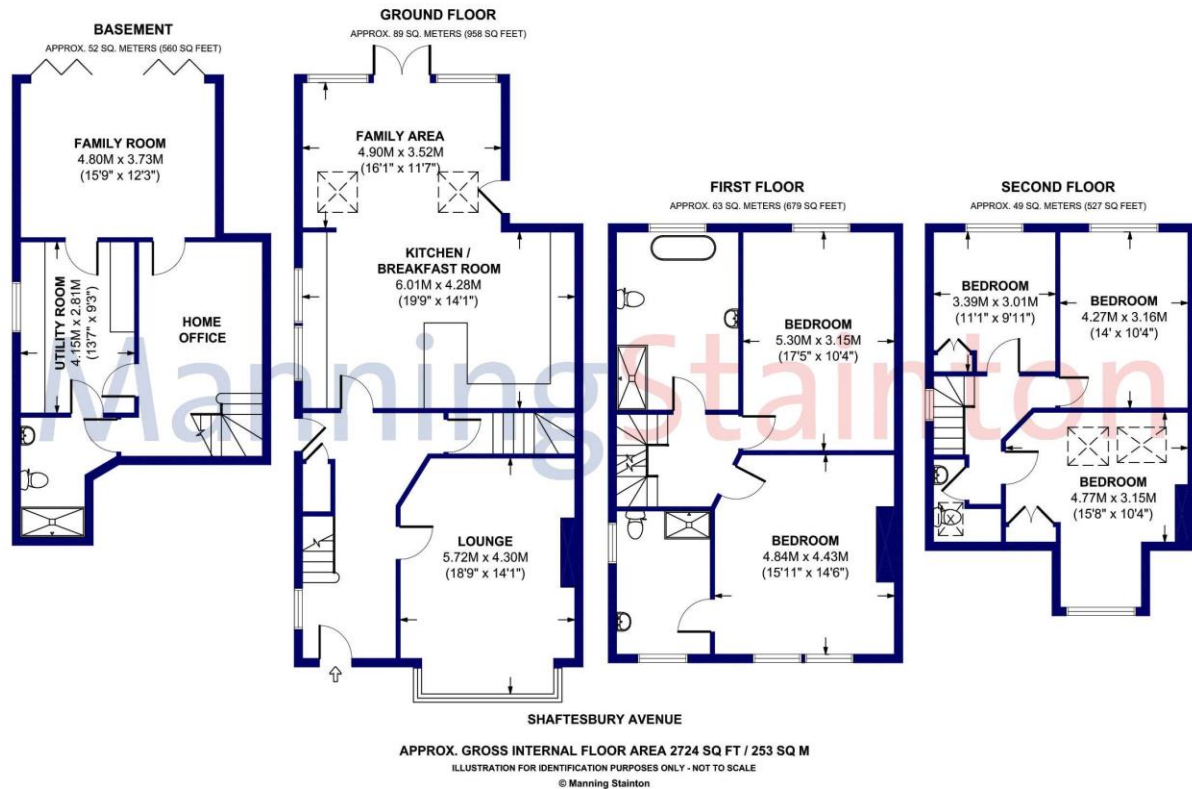 BASEMENT
APPROX. 52 SQ. METERS (560 SQ FEET)
FAMILY ROOM
4.80M x 3.73M
(15'9" x 12'3")
UTILITY ROOM
4.15M x 2.81M
(13'7" x 9'3")
HOME
OFFICE
GROUND FLOOR
APPROX. 89 SQ. METERS (958 SQ FEET)
FAMILY AREA
4.90M x 3.52M
(16'1" x 11'7")
KITCHEN /
BREAKFAST ROOM
6.01M x 4.28M
(19'9" x 14'1")
LOUNGE
5.72M x 4.30M
(18'9" x 14'1")
FIRST FLOOR
APPROX. 63 SQ. METERS (679 SQ FEET)
BEDROOM
5.30M x 3.15M
(17'5" x 10'4")
BEDROOM
4.84M x 4.43M
(15'11" x 14'6")
SECOND FLOOR
APPROX. 49 SQ. METERS (527 SQ FEET)
BEDROOM
3.39M x 3.01M
(11'1" x 9'11")
BEDROOM
4.27M x 3.16M
(14' x 10'4")
BEDROOM
4.77M x 3.15M
(15'8" x 10'4")
ManningStainton
SHAFTESBURY AVENUE
APPROX. GROSS INTERNAL FLOOR AREA 2724 SQ FT / 253 SQ M
ILLUSTRATION FOR IDENTIFICATION PURPOSES ONLY - NOT TO SCALE
© Manning Stainton